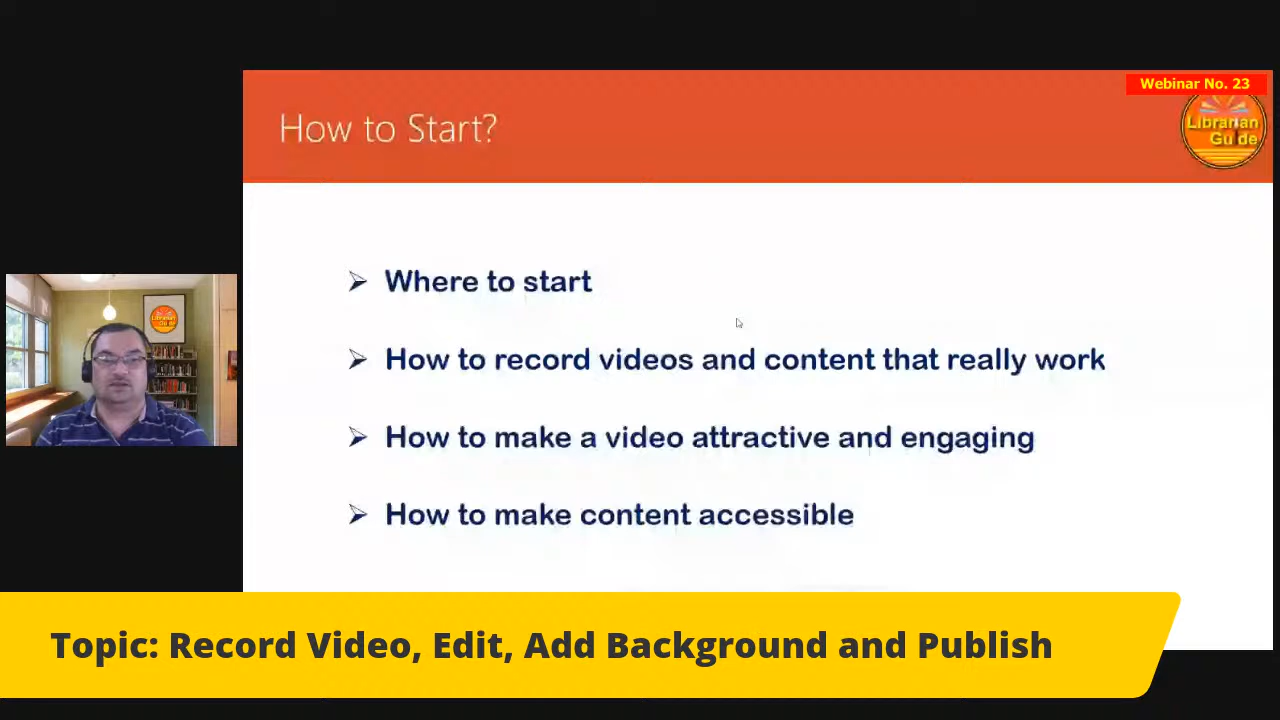 Webinar No. 23
How to Start?
Librarian
Guide
Where to start
How to record videos and content that really work
How to make a video attractive and engaging
How to make content accessible
Topic: Record Video, Edit, Add Background and Publish